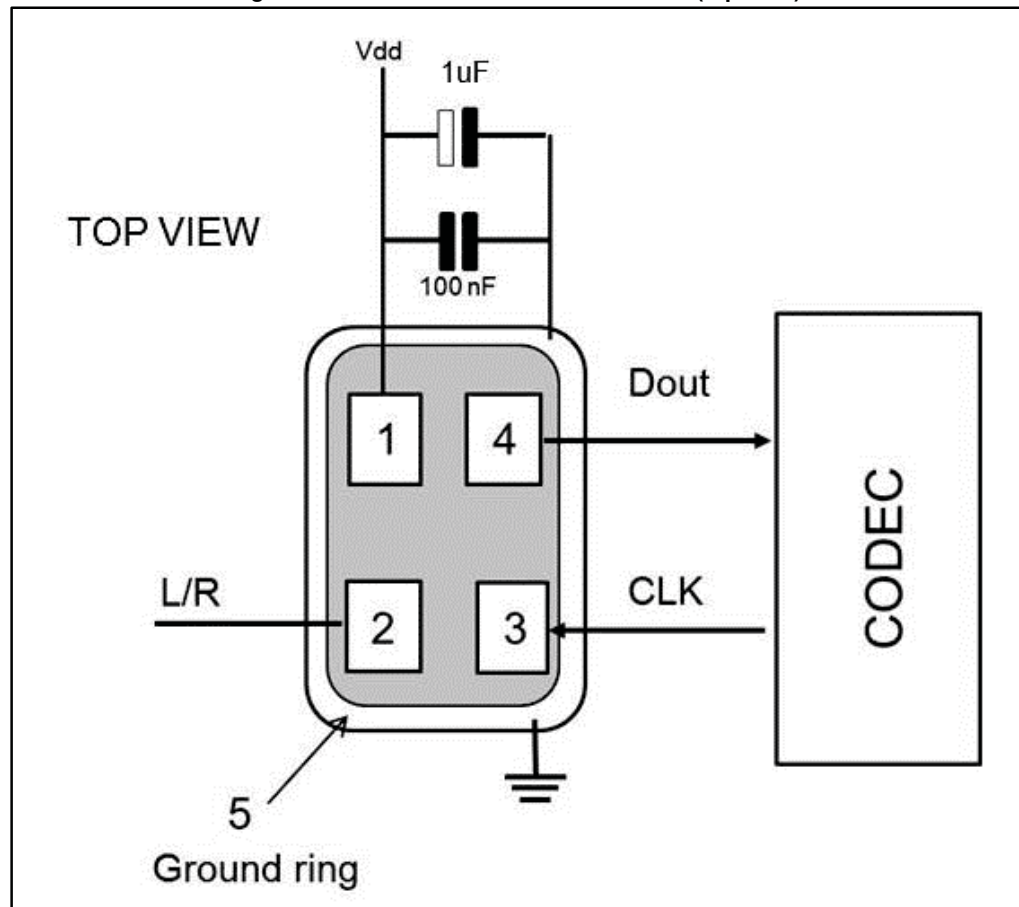 Vdd
1uF
TOP VIEW
100 nF
Dout
1
4
L/R
CLK
2
3
CODEC
5
Ground ring